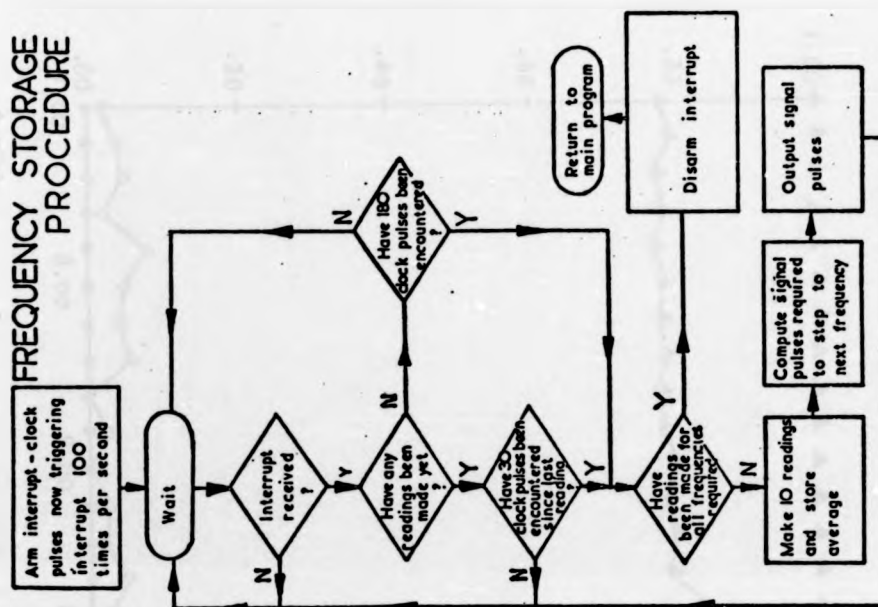 FREQUENCY STORAGE
PROCEDURE
Arm interrupt - clock
pulses now triggering
interrupt 100
times per second
Wait
Interrupt
received
?
N
Y
Have any
readings been
made yet
?
N
Y
Have 180
clock pulses been
encountered
?
N
Y
Have 30
clock pulses been
encountered
since last
reading
N
Y
Have
readings
been made for
all frequencies
required
Y
N
Disarm interrupt
Return to
main program
Make 10 readings
and store
average
Compute signal
pulses required
to step to
next frequency
Output signal
pulses